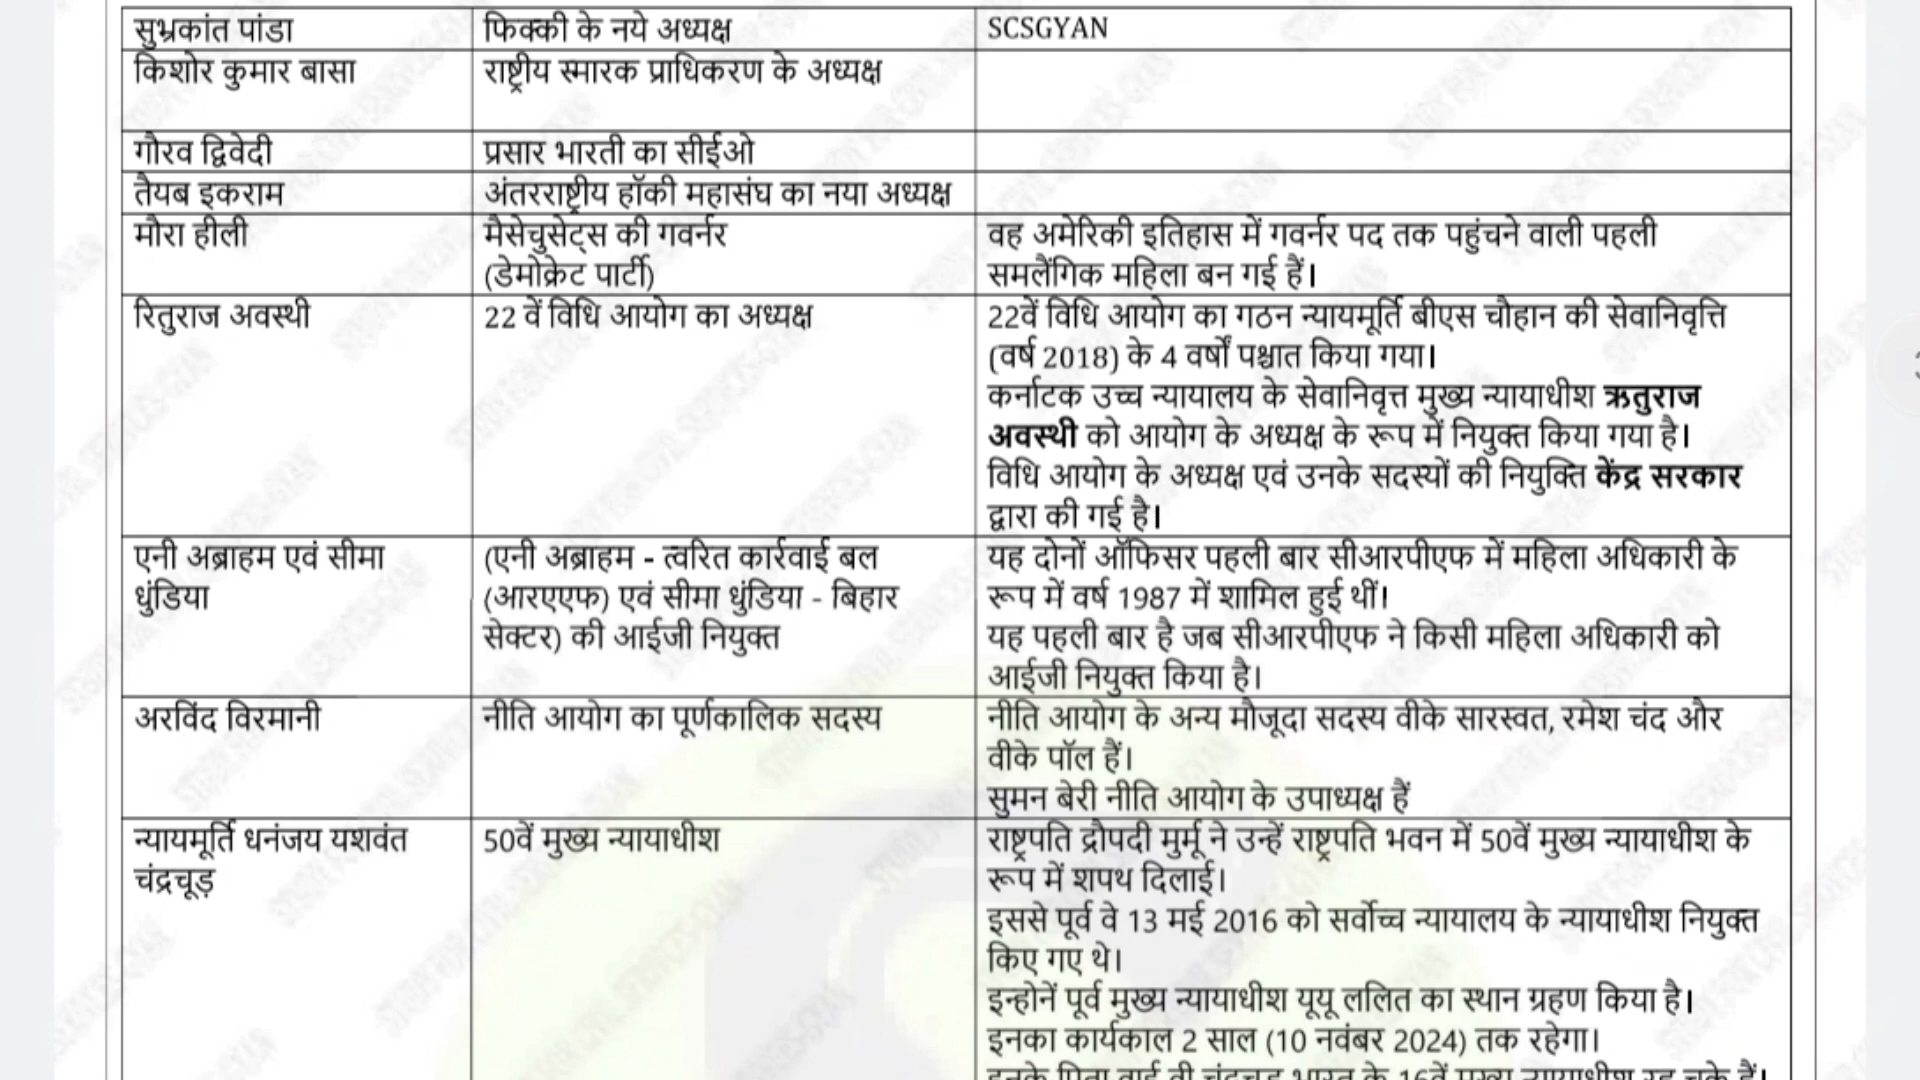 सुभ्रकांत पांडा
फिक्की के नये अध्यक्ष
SCSGYAN
किशोर कुमार बासा
राष्ट्रीय स्मारक प्राधिकरण के अध्यक्ष
गौरव द्विवेदी
प्रसार भारती का सीईओ
तैयब इकराम
अंतरराष्ट्रीय हॉकी महासंघ का नया अध्यक्ष
मौरा हीली
मैसेचुसेट्स की गवर्नर
(डेमोक्रेट पार्टी)
वह अमेरिकी इतिहास में गवर्नर पद तक पहुंचने वाली पहली
समलैंगिक महिला बन गई हैं।
रितुराज अवस्थी
22 वें विधि आयोग का अध्यक्ष
22वें विधि आयोग का गठन न्यायमूर्ति बीएस चौहान की सेवानिवृत्ति
(वर्ष 2018) के 4 वर्षों पश्चात किया गया।
कर्नाटक उच्च न्यायालय के सेवानिवृत्त मुख्य न्यायाधीश ऋतुराज
अवस्थी को आयोग के अध्यक्ष के रूप में नियुक्त किया गया है।
विधि आयोग के अध्यक्ष एवं उनके सदस्यों की नियुक्ति केंद्र सरकार
द्वारा की गई है।
एनी अब्राहम एवं सीमा
धुंडिया
(एनी अब्राहम - त्वरित कार्रवाई बल
(आरएएफ) एवं सीमा धुंडिया - बिहार
सेक्टर) की आईजी नियुक्त
यह दोनों ऑफिसर पहली बार सीआरपीएफ में महिला अधिकारी के
रूप में वर्ष 1987 में शामिल हुई थीं।
यह पहली बार है जब सीआरपीएफ ने किसी महिला अधिकारी को
आईजी नियुक्त किया है।
अरविंद विरमानी
नीति आयोग का पूर्णकालिक सदस्य
नीति आयोग के अन्य मौजूदा सदस्य वीके सारस्वत, रमेश चंद और
वीके पॉल हैं।
सुमन बेरी नीति आयोग के उपाध्यक्ष हैं
न्यायमूर्ति धनंजय यशवंत
चंद्रचूड़
50वें मुख्य न्यायाधीश
राष्ट्रपति द्रौपदी मुर्मू ने उन्हें राष्ट्रपति भवन में 50वें मुख्य न्यायाधीश के
रूप में शपथ दिलाई।
इससे पूर्व वे 13 मई 2016 को सर्वोच्च न्यायालय के न्यायाधीश नियुक्त
किए गए थे।
इन्होनें पूर्व मुख्य न्यायाधीश यूयू ललित का स्थान ग्रहण किया है।
इनका कार्यकाल 2 साल (10 नवंबर 2024) तक रहेगा।